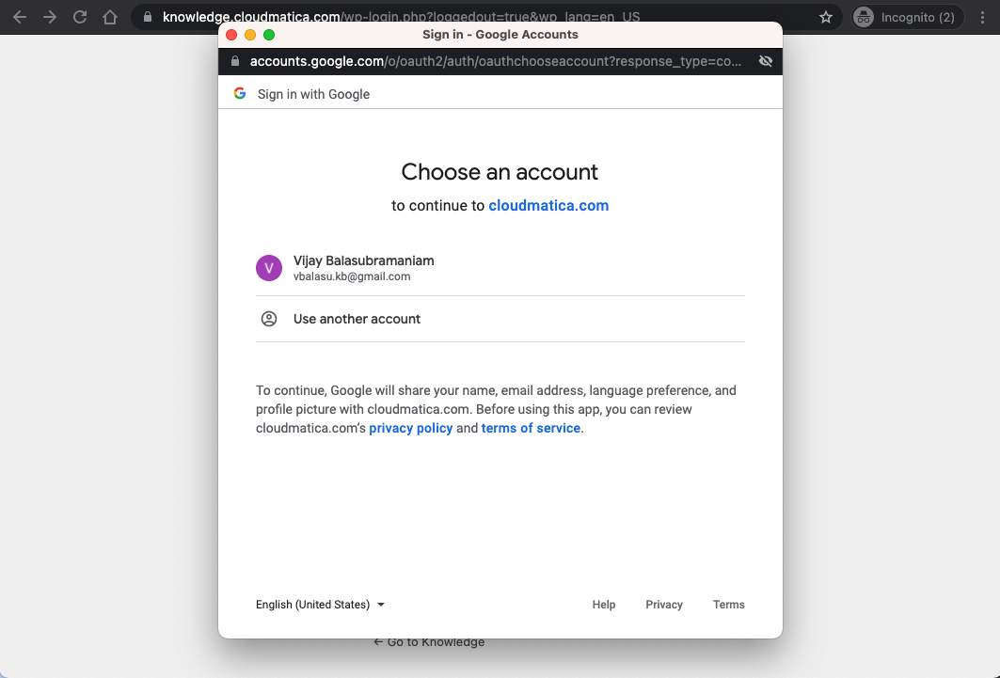 knowledge.cloudmatica.com/wp-login.php?loggedout=true&wp_lang=en_US
Incognito (2)
Sign in - Google Accounts
accounts.google.com/o/oauth2/auth/oauthchooseaccount?response_type=co...
Sign in with Google
Choose an account
to continue to cloudmatica.com
V
Vijay Balasubramaniam
vbalasu.kb@gmail.com
Use another account
To continue, Google will share your name, email address, language preference, and
profile picture with cloudmatica.com. Before using this app, you can review
cloudmatica.com’s privacy policy and terms of service.
English (United States)
Help
Privacy
Terms
← Go to Knowledge